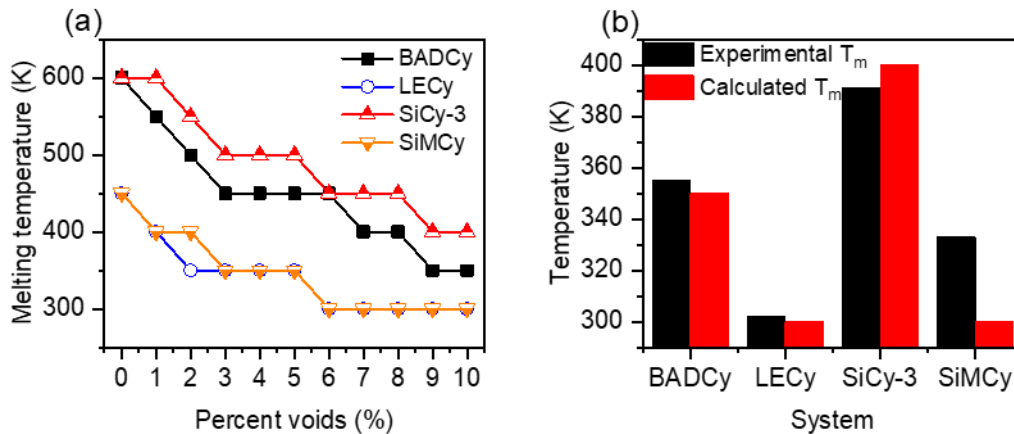 (a)
Melting temperature (K)
600
500
400
300
BADCy
LECy
SiCy-3
SiMCy
0 1 2 3 4 5 6 7 8 9 10
Percent voids (%)
(b)
Temperature (K)
400
380
360
340
320
300
Experimental Tm
Calculated Tm
BADCy LECy SiCy-3 SiMCy
System